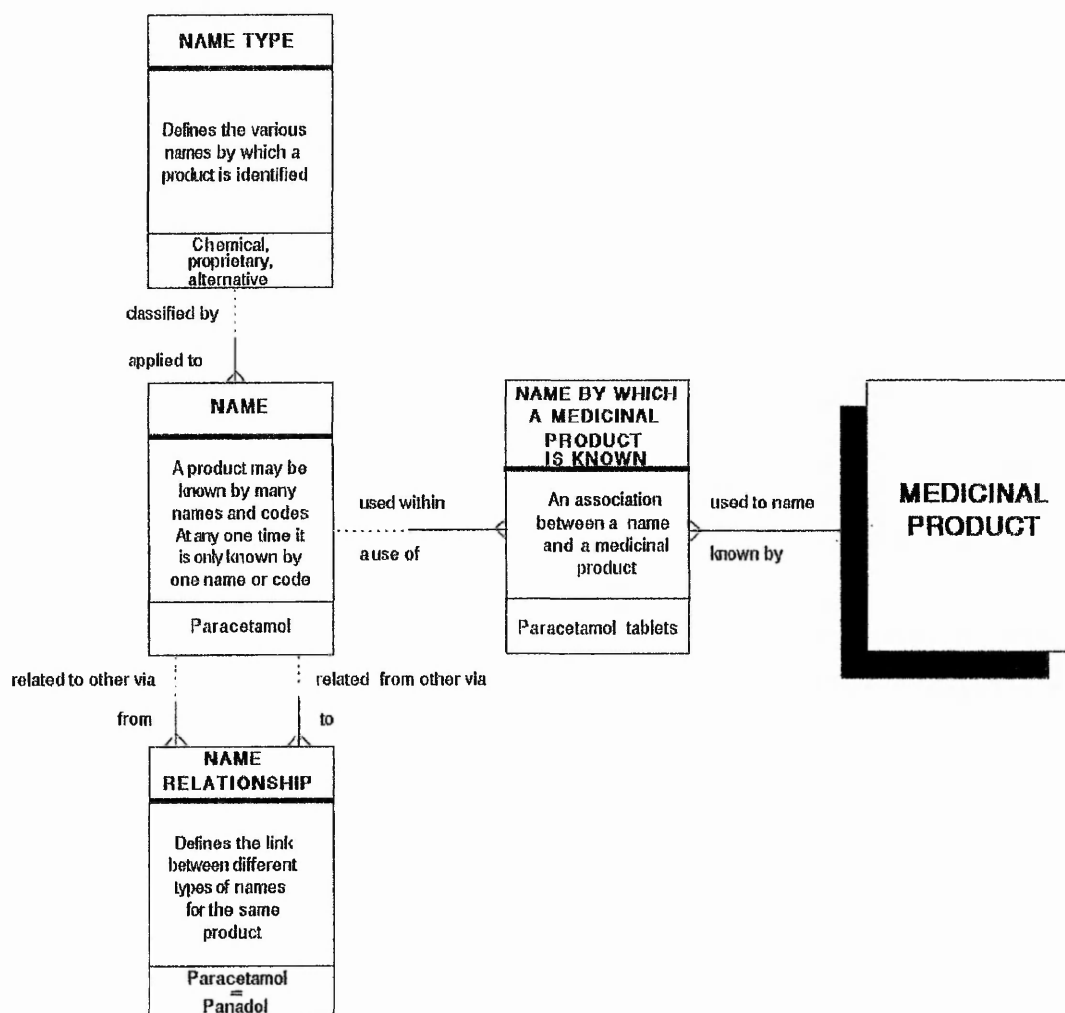 NAME TYPE
Defines the various
names by which a
product is identified
Chemical,
proprietary,
alternative
classified by
applied to
NAME
A product may be
known by many
names and codes
At any one time it
is only known by
one name or code
Paracetamol
used within
a use of
NAME BY WHICH
A MEDICINAL
PRODUCT
IS KNOWN
An association
between a name
and a medicinal
product
Paracetamol tablets
used to name
known by
MEDICINAL
PRODUCT
related to other via
related from other via
from
to
NAME
RELATIONSHIP
Defines the link
between different
types of names
for the same
product
Paracetamol
=
Panadol